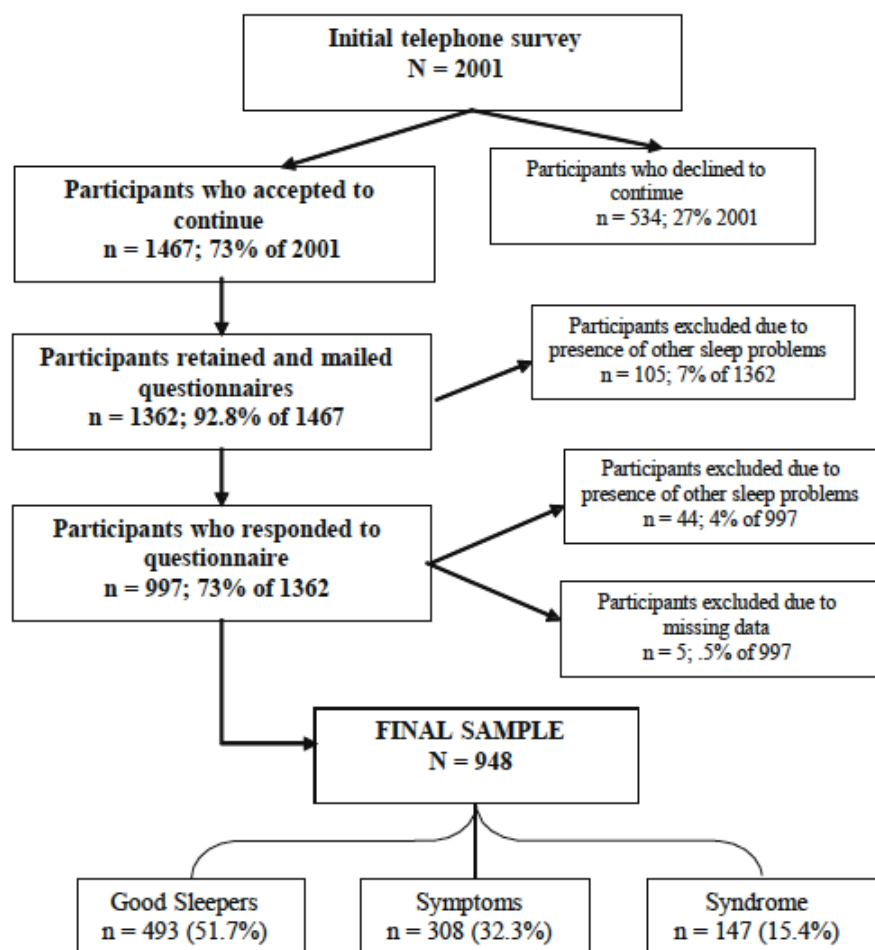 Initial telephone survey
N = 2001
Participants who accepted to
continue
n = 1467; 73% of 2001
Participants who declined to
continue
n = 534; 27% 2001
Participants retained and mailed
questionnaires
n = 1362; 92.8% of 1467
Participants excluded due to
presence of other sleep problems
n = 105; 7% of 1362
Participants who responded to
questionnaire
n = 997; 73% of 1362
Participants excluded due to
presence of other sleep problems
n = 44; 4% of 997
Participants excluded due to
missing data
n = 5; .5% of 997
FINAL SAMPLE
N = 948
Good Sleepers
n = 493 (51.7%)
Symptoms
n = 308 (32.3%)
Syndrome
n = 147 (15.4%)